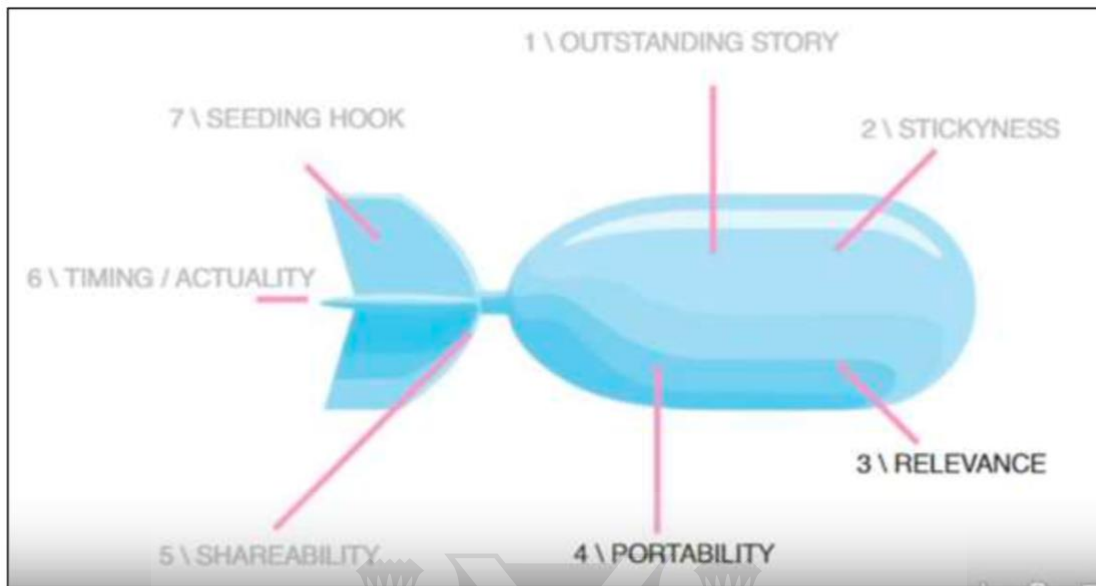 1 \ OUTSTANDING STORY
7 \ SEEDING HOOK
2 \ STICKYNESS
6 \ TIMING / ACTUALITY
3 \ RELEVANCE
5 \ SHAREABILITY
4 \ PORTABILITY